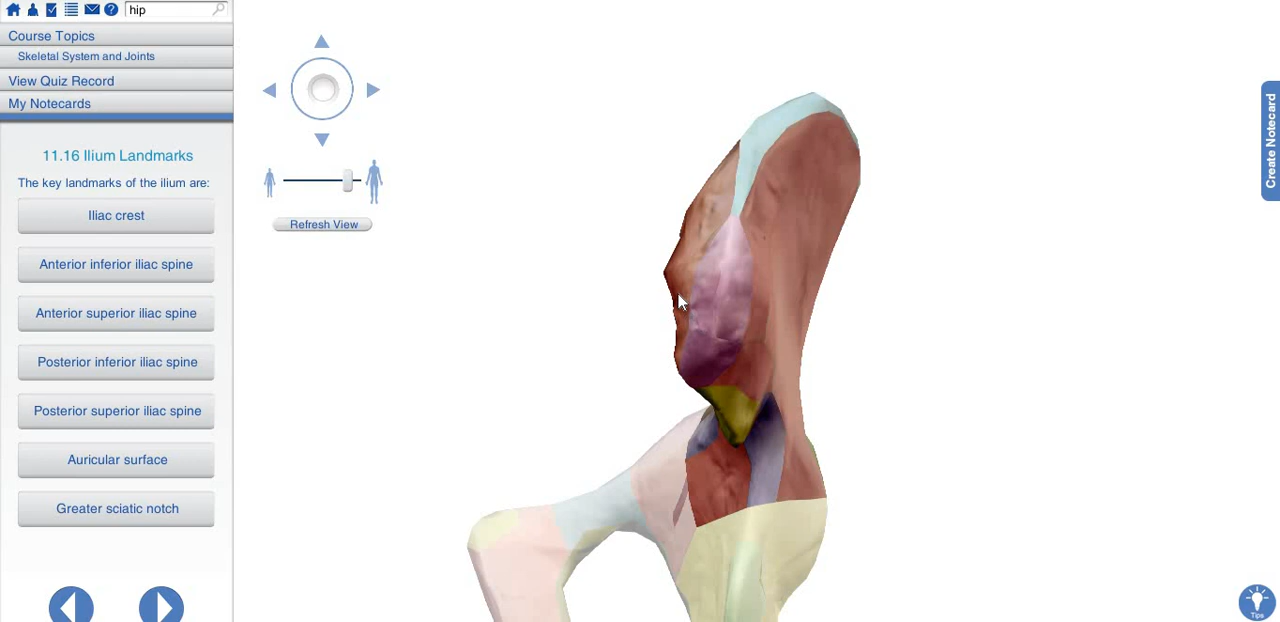 hip
Course Topics
Skeletal System and Joints
View Quiz Record
My Notecards
11.16 Ilium Landmarks
The key landmarks of the ilium are:
Iliac crest
Anterior inferior iliac spine
Anterior superior iliac spine
Posterior inferior iliac spine
Posterior superior iliac spine
Auricular surface
Greater sciatic notch
Refresh View
Create Notecard
Tips